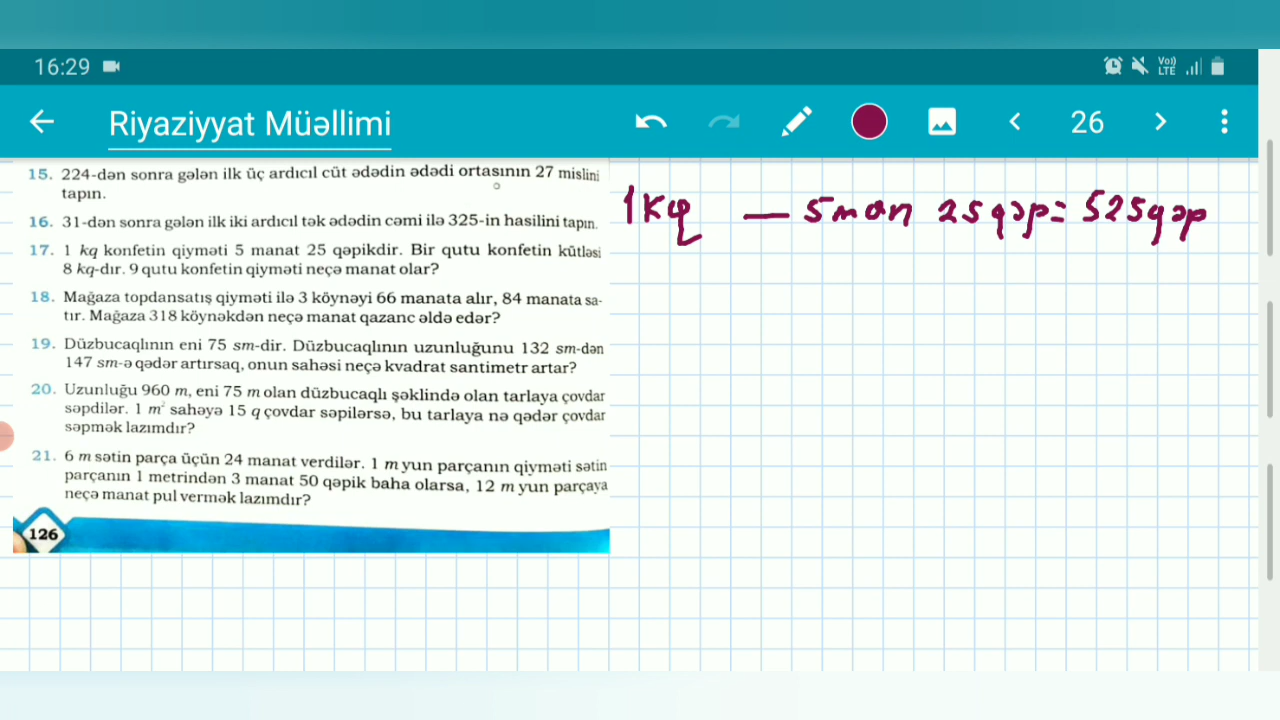 16:29
Vo))
LTE
Riyaziyyat Müəllimi
26
15. 224-dən sonra gələn ilk üç ardıcıl cüt ədədin ədədi ortasının 27 mislini
tapın.
16. 31-dən sonra gələn ilk iki ardıcıl tək ədədin cəmi ilə 325-in hasilini tapın.
17. 1 kq konfetin qiyməti 5 manat 25 qəpikdir. Bir qutu konfetin kütləsi
8 kq-dır. 9 qutu konfetin qiyməti neçə manat olar?
18. Mağaza topdansatış qiyməti ilə 3 köynəyi 66 manata alır, 84 manata sa-
tır. Mağaza 318 köynəkdən neçə manat qazanc əldə edər?
19. Düzbucaqlının eni 75 sm-dir. Düzbucaqlının uzunluğunu 132 sm-dən
147 sm-ə qədər artırsaq, onun sahəsi neçə kvadrat santimetr artar?
20. Uzunluğu 960 m, eni 75 m olan düzbucaqlı şəklində olan tarlaya çovdar
səpdilər. 1 m² sahəyə 15 q çovdar səpilərsə, bu tarlaya nə qədər çovdar
səpmək lazımdır?
21. 6 m sətin parça üçün 24 manat verdilər. 1 m yun parçanın qiyməti sətin
parçanın 1 metrindən 3 manat 50 qəpik baha olarsa, 12 m yun parçaya
neçə manat pul vermək lazımdır?
126
1kq — 5man 25qəp= 525qəp